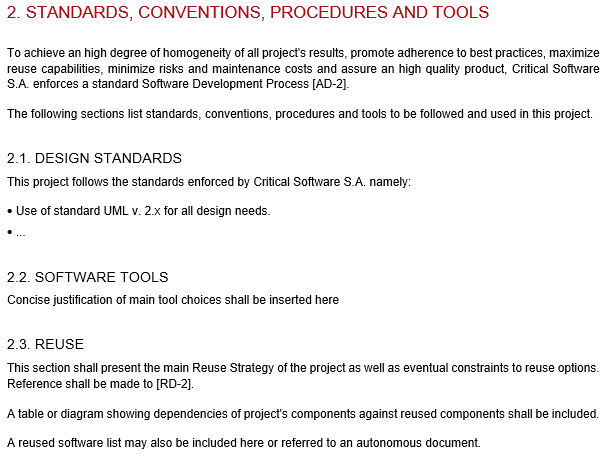 2. STANDARDS, CONVENTIONS, PROCEDURES AND TOOLS
To achieve an high degree of homogeneity of all project's results, promote adherence to best practices, maximize
reuse capabilities, minimize risks and maintenance costs and assure an high quality product, Critical Software
S.A. enforces a standard Software Development Process [AD-2].
The following sections list standards, conventions, procedures and tools to be followed and used in this project.
2.1. DESIGN STANDARDS
This project follows the standards enforced by Critical Software S.A. namely:
• Use of standard UML v. 2.x for all design needs.
• ...
2.2. SOFTWARE TOOLS
Concise justification of main tool choices shall be inserted here
2.3. REUSE
This section shall present the main Reuse Strategy of the project as well as eventual constraints to reuse options.
Reference shall be made to [RD-2].
A table or diagram showing dependencies of project's components against reused components shall be included.
A reused software list may also be included here or referred to an autonomous document.